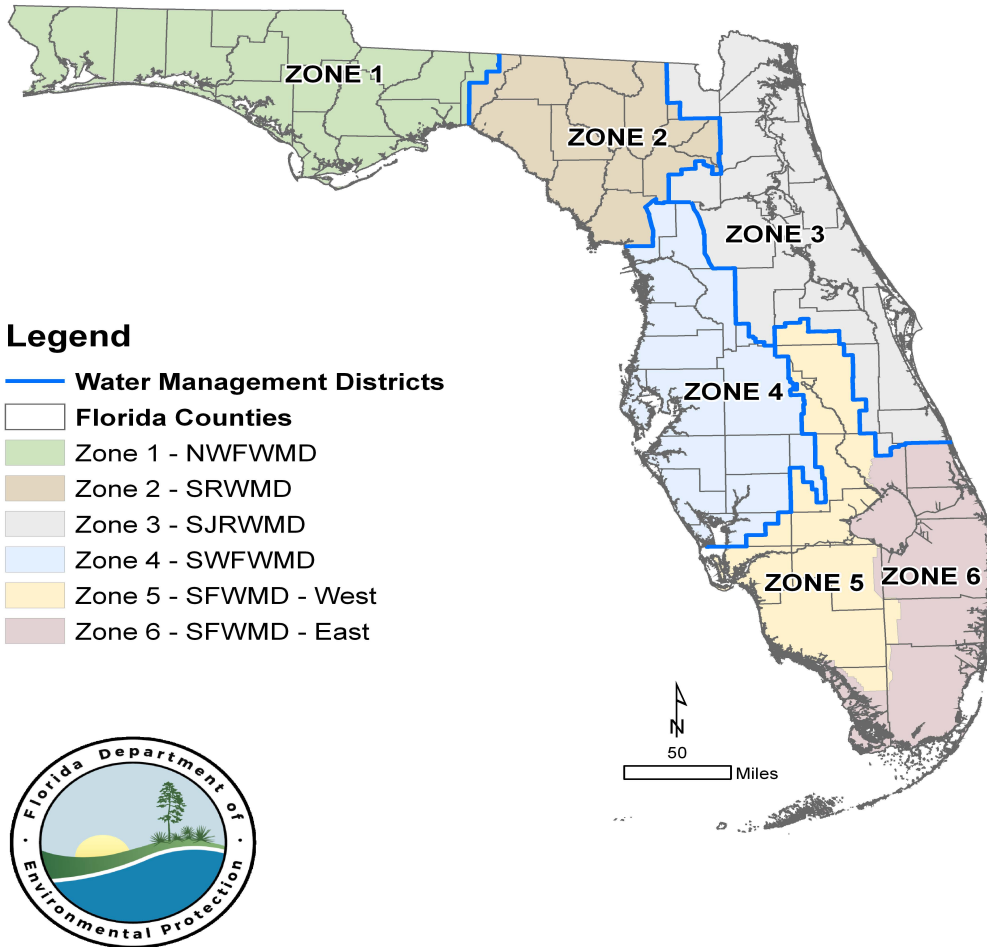 ZONE 1
ZONE 2
ZONE 3
ZONE 4
ZONE 5
ZONE 6
Legend
Water Management Districts
Florida Counties
Zone 1 - NWFWMD
Zone 2 - SRWMD
Zone 3 - SJRWMD
Zone 4 - SWFWMD
Zone 5 - SFWMD - West
Zone 6 - SFWMD - East
N
50
Miles
Florida Department of
Environmental Protection